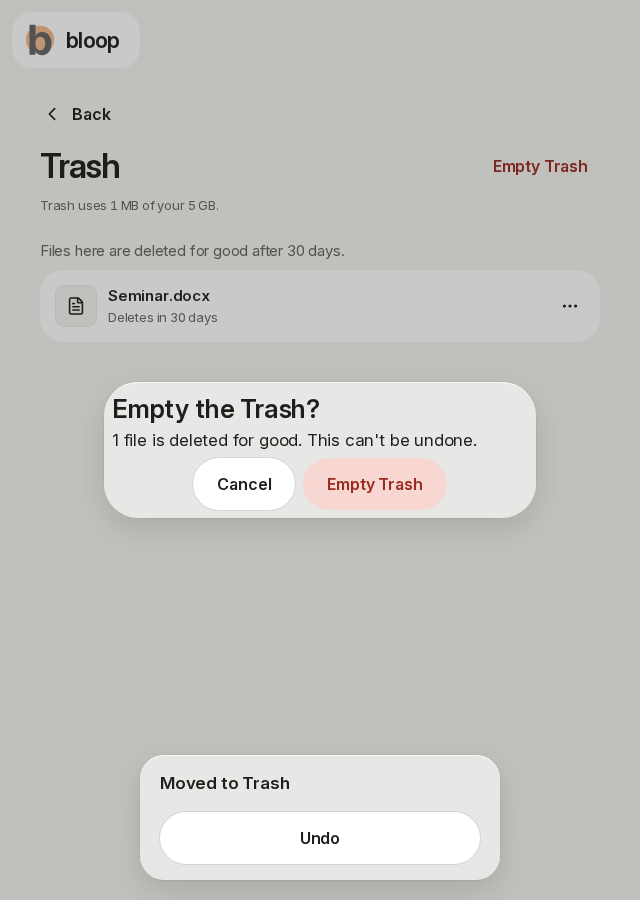 bloop
Back
Trash
Empty Trash
Trash uses 1 MB of your 5 GB.
Files here are deleted for good after 30 days.
Seminar.docx
Deletes in 30 days
Empty the Trash?
1 file is deleted for good. This can't be undone.
Cancel
Empty Trash
Moved to Trash
Undo